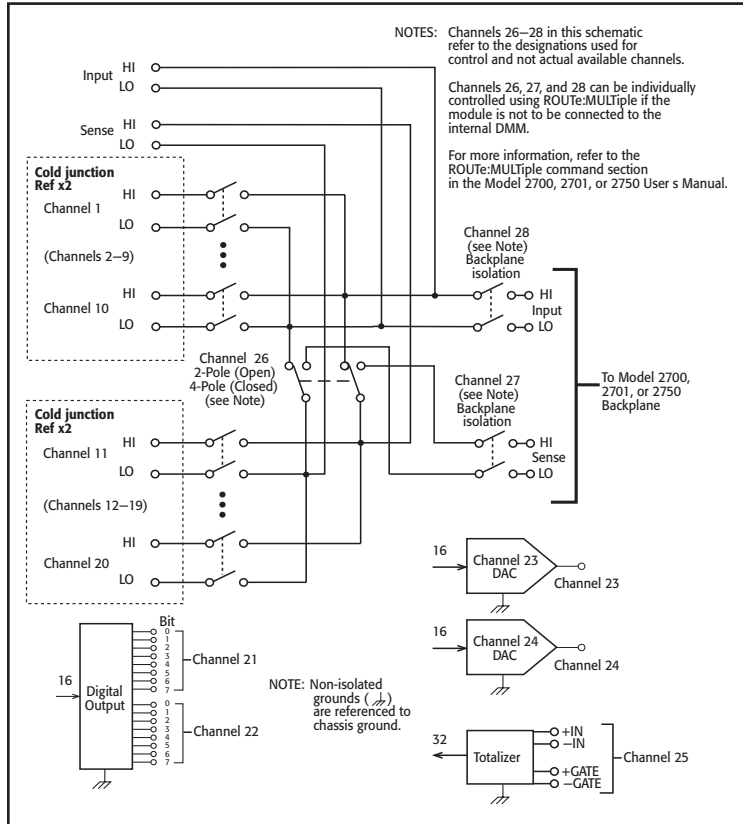 NOTES: Channels 26–28 in this schematic
refer to the designations used for
control and not actual available channels.
Channels 26, 27, and 28 can be individually
controlled using ROUTe:MULTiple if the
module is not to be connected to the
internal DMM.
For more information, refer to the
ROUTe:MULTiple command section
in the Model 2700, 2701, or 2750 User s Manual.
Input
HI
LO
Sense
HI
LO
Cold junction
Ref x2
Channel 1
HI
LO
(Channels 2–9)
Channel 10
HI
LO
Channel 28
(see Note)
Backplane
isolation
HI
Input
LO
Channel 26
2-Pole (Open)
4-Pole (Closed)
(see Note)
Channel 27
(see Note)
Backplane
isolation
HI
Sense
LO
To Model 2700,
2701, or 2750
Backplane
Cold junction
Ref x2
Channel 11
HI
LO
(Channels 12–19)
Channel 20
HI
LO
16
Channel 23
DAC
Channel 23
16
Channel 24
DAC
Channel 24
16
Digital
Output
Bit
0
1
2
3
4
5
6
7
Channel 21
0
1
2
3
4
5
6
7
Channel 22
NOTE: Non-isolated
grounds ( )
are referenced to
chassis ground.
32
Totalizer
+IN
–IN
+GATE
–GATE
Channel 25